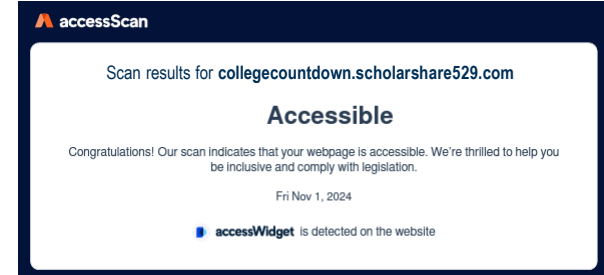 accessScan
Scan results for collegecountdown.scholarshare529.com
Accessible
Congratulations! Our scan indicates that your webpage is accessible. We're thrilled to help you
be inclusive and comply with legislation.
Fri Nov 1, 2024
accessWidget is detected on the website